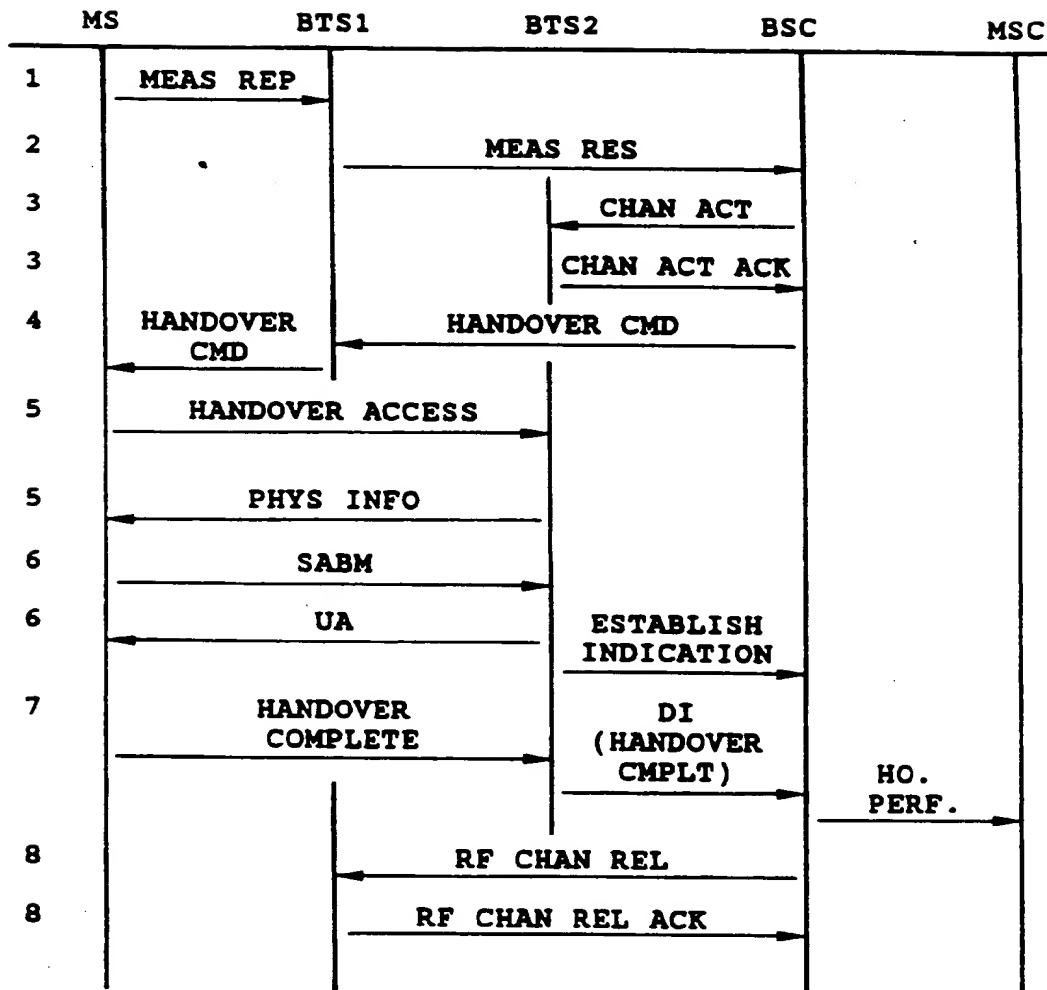 MS BTS1 BTS2 BSC MSC
1 MEAS REP
2 MEAS RES
3 CHAN ACT
3 CHAN ACT ACK
4 HANDOVER CMD HANDOVER CMD
5 HANDOVER ACCESS
5 PHYS INFO
6 SABM
6 UA
ESTABLISH
INDICATION
7 HANDOVER
COMPLETE
DI
(HANDOVER
CMPLT)
HO.
PERF.
8 RF CHAN REL
8 RF CHAN REL ACK